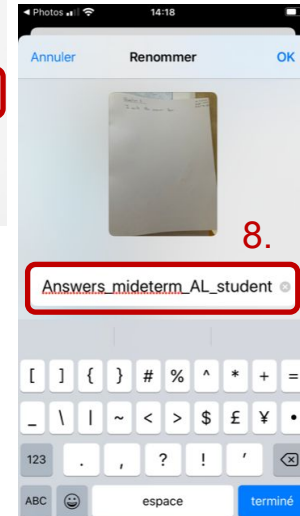 ◂ Photos 14:18
Annuler Renommer OK
8.
Answers_mideterm_AL_student
[ ] { } # % ^ * + =
_ \ | ~ < > $ £ ¥ •
123 . , ? ! ′
ABC espace terminé